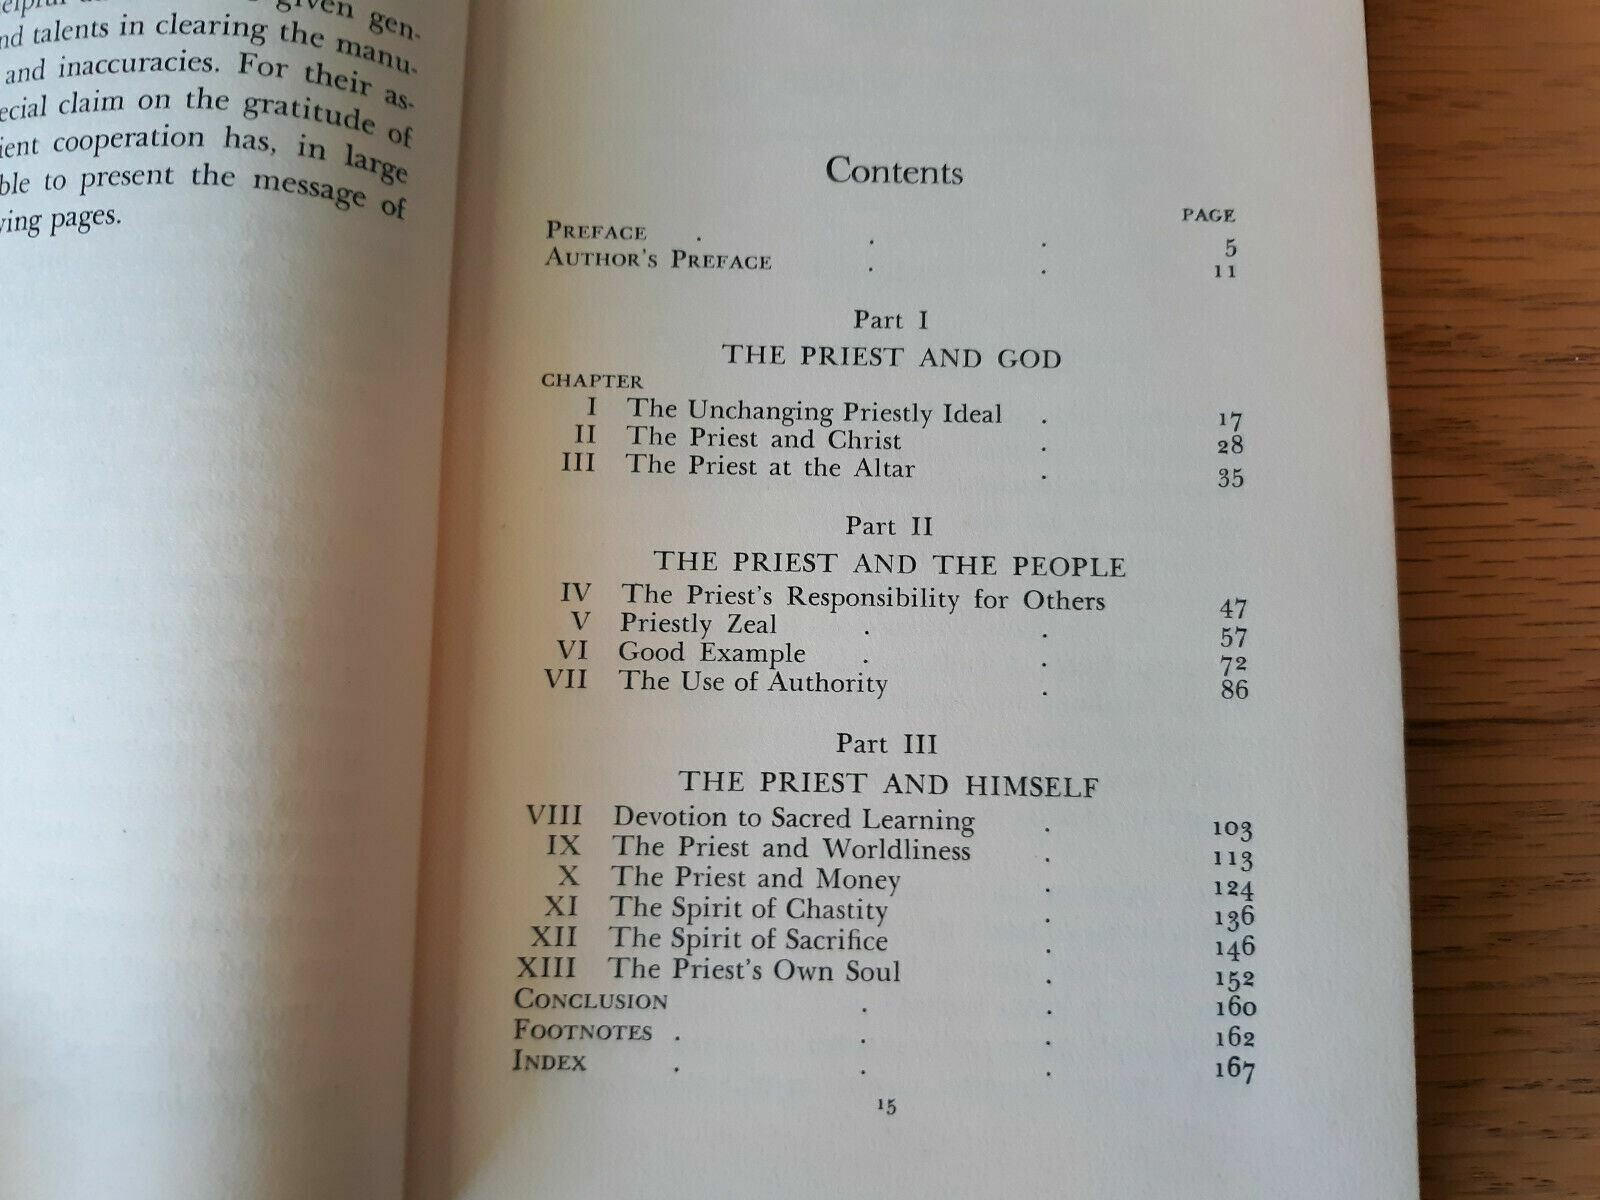 given gen-
talents in clearing the manu-
and inaccuracies. For their as-
claim on the gratitude of
cooperation has, in large
to present the message of
pages.
Contents
PAGE
PREFACE . . . 5
AUTHOR'S PREFACE . . 11
Part I
THE PRIEST AND GOD
CHAPTER
I The Unchanging Priestly Ideal . 17
II The Priest and Christ . 28
III The Priest at the Altar . 35
Part II
THE PRIEST AND THE PEOPLE
IV The Priest's Responsibility for Others 47
V Priestly Zeal . . 57
VI Good Example . . 72
VII The Use of Authority . 86
Part III
THE PRIEST AND HIMSELF
VIII Devotion to Sacred Learning . 103
IX The Priest and Worldliness . 113
X The Priest and Money . 124
XI The Spirit of Chastity . 136
XII The Spirit of Sacrifice . 146
XIII The Priest's Own Soul . 152
CONCLUSION . . 160
FOOTNOTES . . . 162
INDEX . . . 167
15